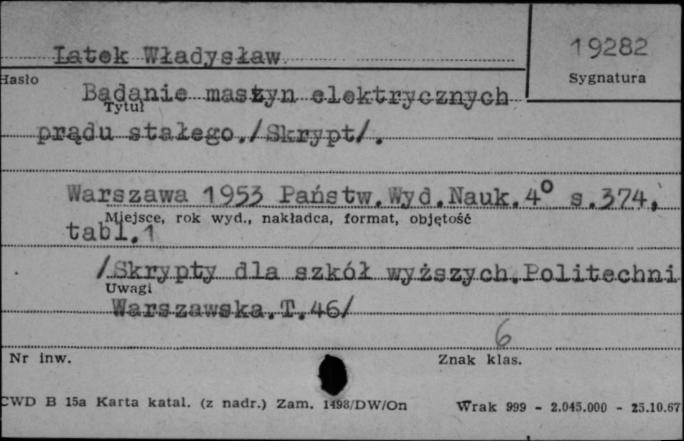 Latek Władysław
19282
Hasło
Sygnatura
Badanie maszyn elektrycznych
Tytuł
prądu stałego./Skrypt/.
Warszawa 1953 Państw.Wyd.Nauk.4° s.374,
Miejsce, rok wyd., nakładca, format, objętość
tabl.1
/Skrypty dla szkół wyższych.Politechni
Uwagi
Warszawska.T.46/
6
Nr inw.
Znak klas.
CWD B 15a Karta katal. (z nadr.) Zam. 1498/DW/On
Wrak 999 - 2.045.000 - 25.10.67